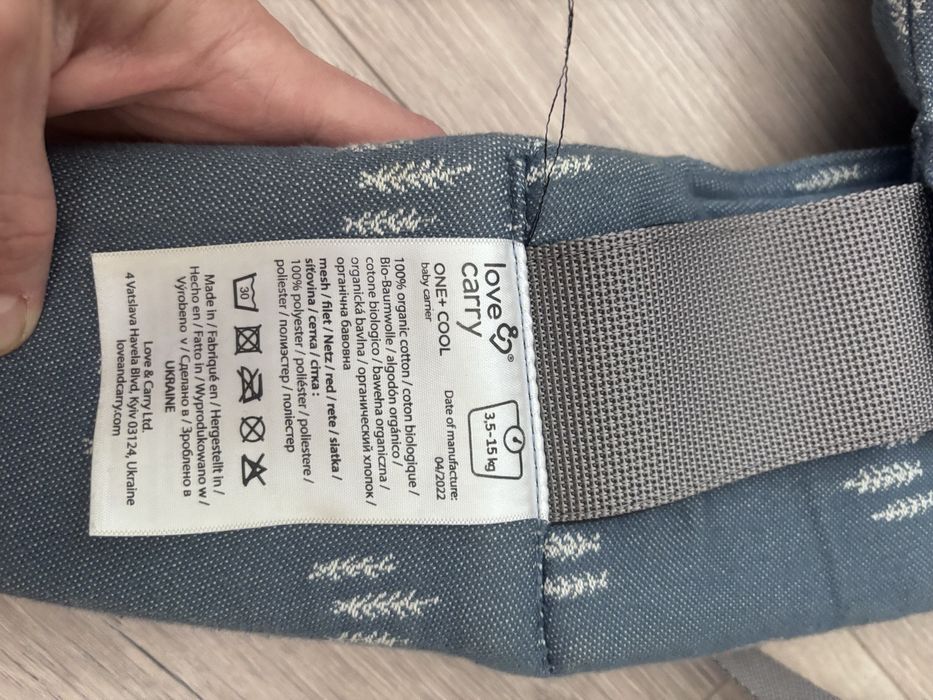 love
carry®
ONE+ COOL
baby carrier
3,5-15 kg
Date of manufacture:
04/2022
100% organic cotton / coton biologique /
Bio-Baumwolle / algodón orgánico /
cotone biologico / bawełna organiczna /
organická bavlna / органический хлопок /
органічна бавовна
mesh / filet / Netz / red / rete / siatka /
síťovina / сетка / сітка :
100% polyester / poliéster / poliestere /
poliester / полиэстер / поліестер
30
Made in / Fabriqué en / Hergestellt in /
Hecho en / Fatto in / Wyprodukowano w /
Výrobeno v / Сделано в / Зроблено в
UKRAINE
Love & Carry Ltd.
4 Vatslava Havela Blvd, Kyiv 03124, Ukraine
loveandcarry.com